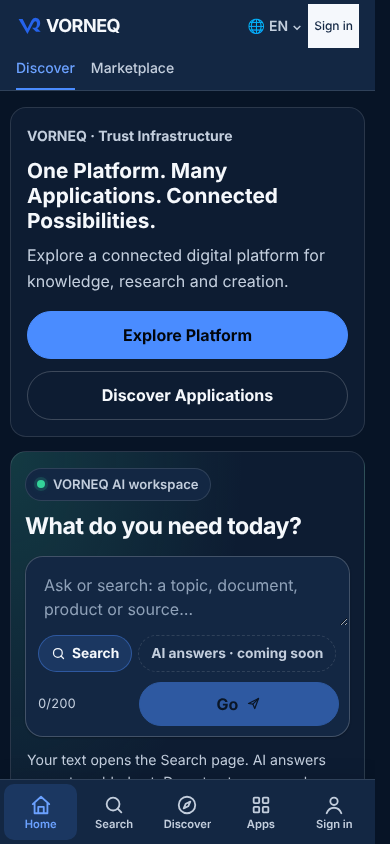 VORNEQ
EN
Sign in
Discover
Marketplace
VORNEQ · Trust Infrastructure
One Platform. Many
Applications. Connected
Possibilities.
Explore a connected digital platform for
knowledge, research and creation.
Explore Platform
Discover Applications
VORNEQ AI workspace
What do you need today?
Ask or search: a topic, document,
product or source...
Search
AI answers · coming soon
0/200
Go
Your text opens the Search page. AI answers
Home
Search
Discover
Apps
Sign in